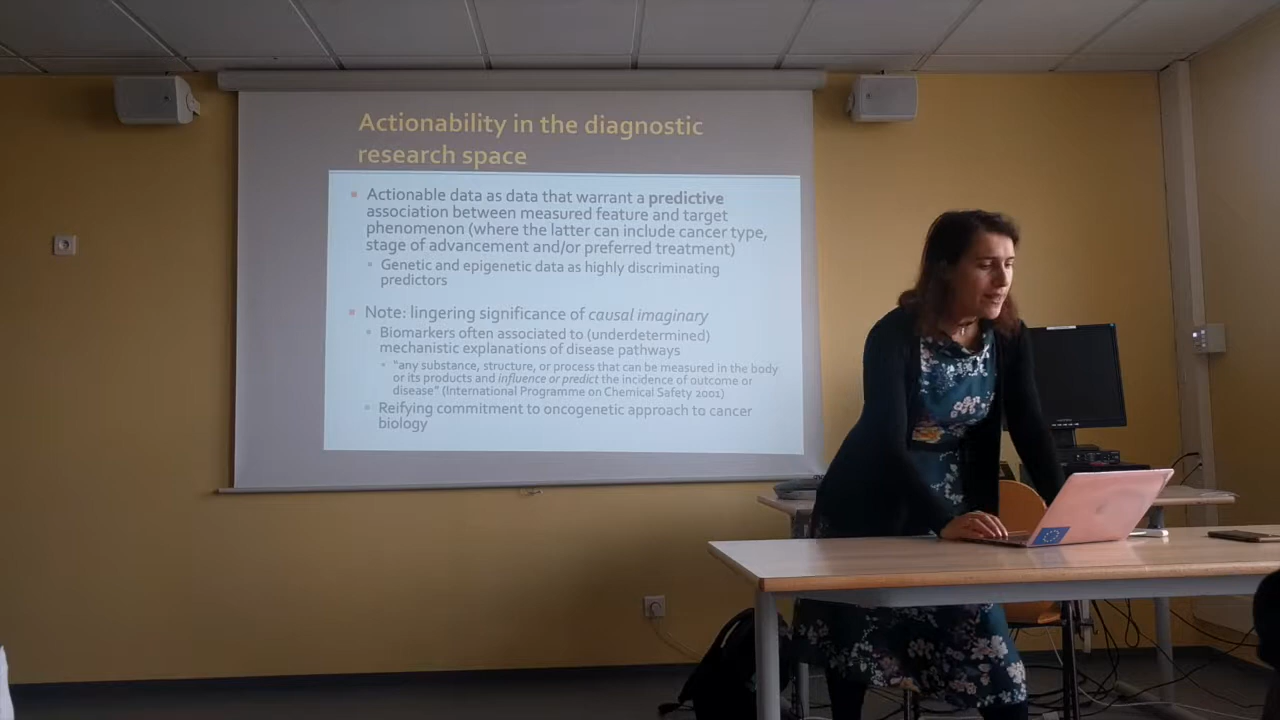 Actionability in the diagnostic
research space
Actionable data as data that warrant a predictive
association between measured feature and target
phenomenon (where the latter can include cancer type,
stage of advancement and/or preferred treatment)
Genetic and epigenetic data as highly discriminating
predictors
Note: lingering significance of causal imaginary
Biomarkers often associated to (underdetermined)
mechanistic explanations of disease pathways
“any substance, structure, or process that can be measured in the body
or its products and influence or predict the incidence of outcome or
disease” (International Programme on Chemical Safety 2001)
Reifying commitment to oncogenetic approach to cancer
biology